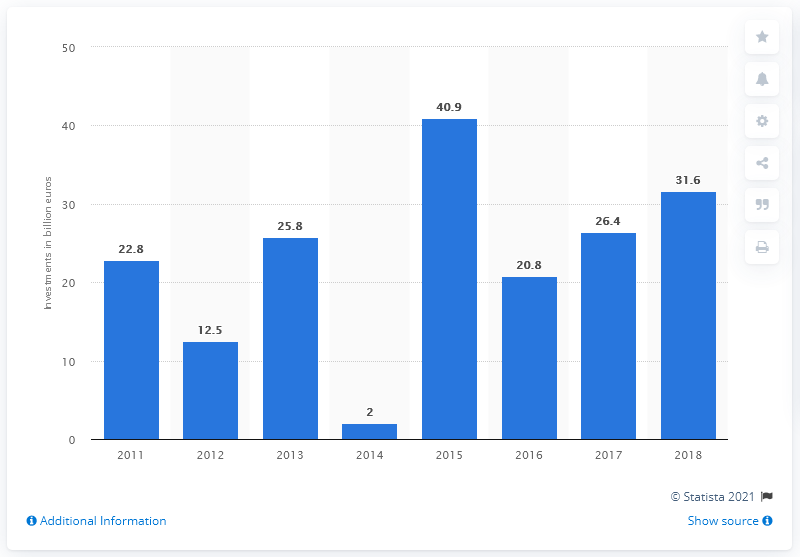 50
40
30
20
10
0
Investments in billion euros
22.8
12.5
25.8
2
40.9
20.8
26.4
31.6
2011 2012 2013 2014 2015 2016 2017 2018
© Statista 2021
Additional Information
Show source